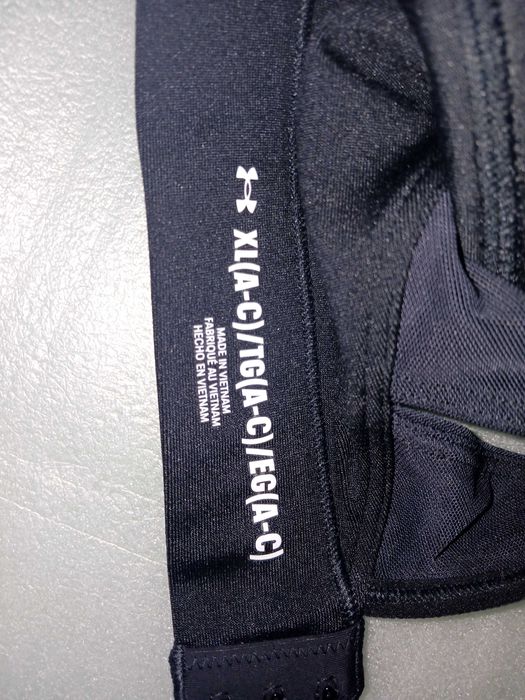 XL(A-C)/TG(A-C)/EG(A-C)
MADE IN VIETNAM
FABRIQUÉ AU VIETNAM
HECHO EN VIETNAM